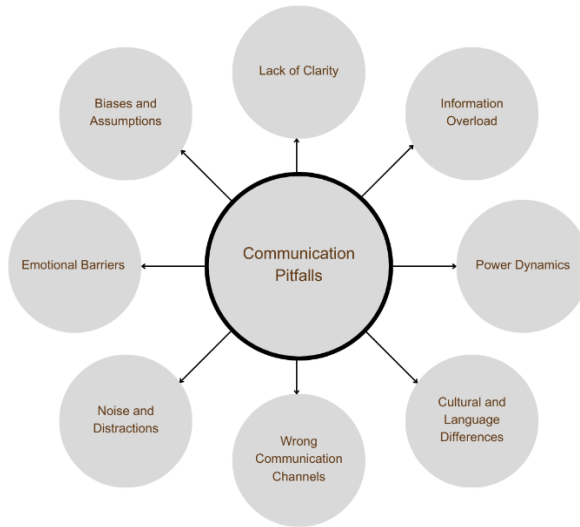 Lack of Clarity
Biases and
Assumptions
Information
Overload
Communication
Pitfalls
Emotional Barriers
Power Dynamics
Noise and
Distractions
Cultural and
Language
Differences
Wrong
Communication
Channels